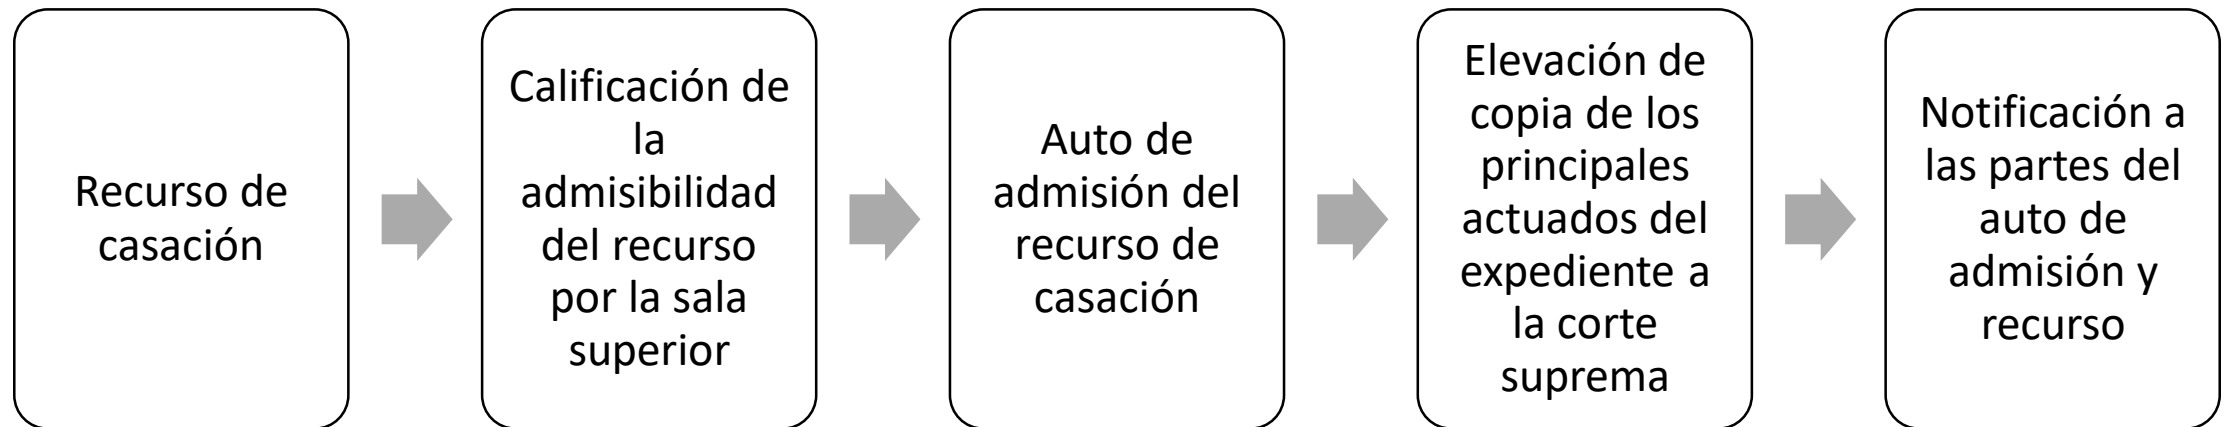 Recurso de
casación
Calificación de
la
admisibilidad
del recurso
por la sala
superior
Auto de
admisión del
recurso de
casación
Elevación de
copia de los
principales
actuados del
expediente a
la corte
suprema
Notificación a
las partes del
auto de
admisión y
recurso